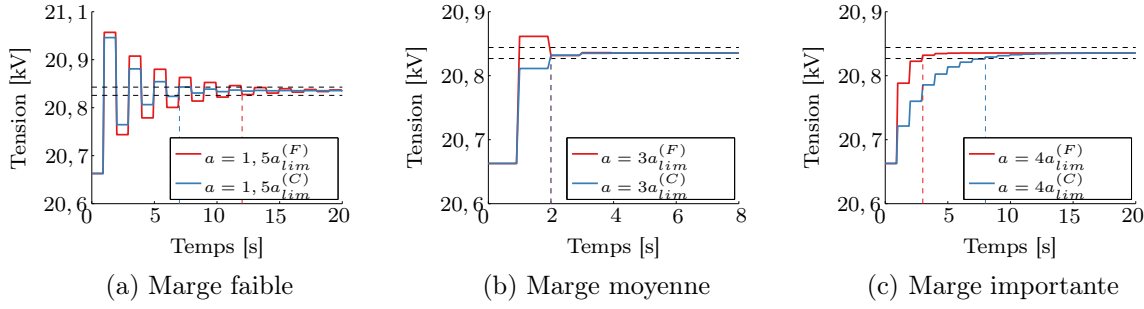 Tension [kV]
21, 1
20, 9
20, 8
20, 7
20, 6
0 5 10 15 20
Temps [s]
a = 1, 5a_{lim}^{(F)}
a = 1, 5a_{lim}^{(C)}
(a) Marge faible
Tension [kV]
20, 9
20, 8
20, 7
20, 6
0 2 4 6 8
Temps [s]
a = 3a_{lim}^{(F)}
a = 3a_{lim}^{(C)}
(b) Marge moyenne
Tension [kV]
20, 9
20, 8
20, 7
20, 6
0 5 10 15 20
Temps [s]
a = 4a_{lim}^{(F)}
a = 4a_{lim}^{(C)}
(c) Marge importante